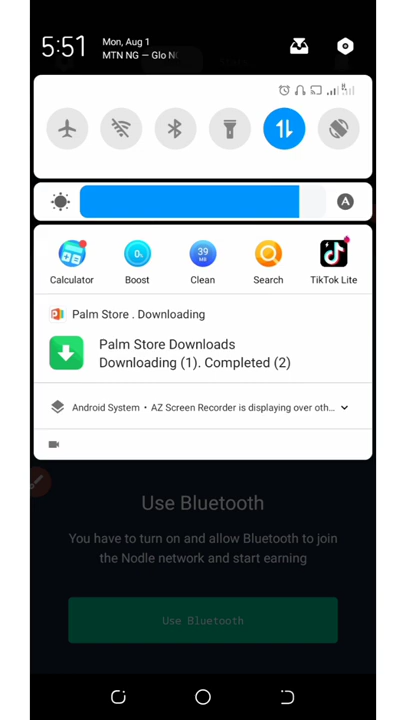 5:51
Mon, Aug 1
MTN NG — Glo N
A
Calculator
0%
Boost
39
MB
Clean
Search
TikTok Lite
Palm Store . Downloading
Palm Store Downloads
Downloading (1). Completed (2)
Android System • AZ Screen Recorder is displaying over oth...
Use Bluetooth
You have to turn on and allow Bluetooth to join
the Nodle network and start earning
Use Bluetooth